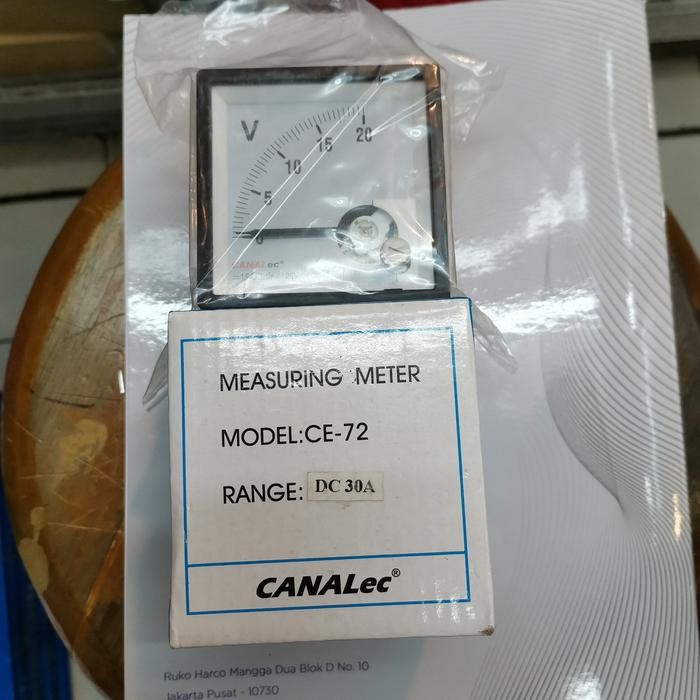 V
20
15
10
5
0
CANALec®
MEASURING METER
MODEL:CE-72
RANGE: DC 30A
CANALec®
Ruko Harco Mangga Dua Blok D No. 10
Jakarta Pusat - 10730